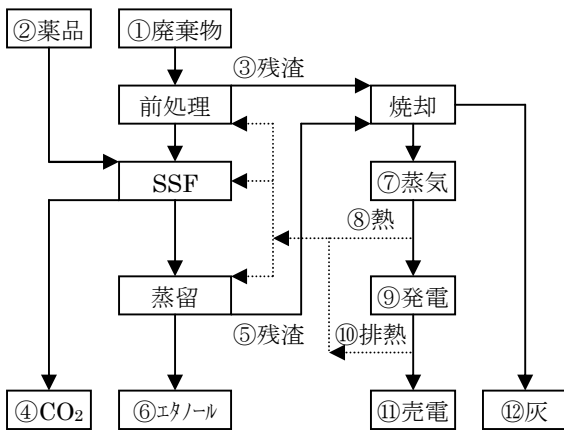 ②薬品
①廃棄物
③残渣
前処理
焼却
SSF
⑦蒸気
⑧熱
蒸留
⑨発電
⑤残渣
⑩排熱
④CO₂
⑥ｴﾀﾉｰﾙ
⑪売電
⑫灰